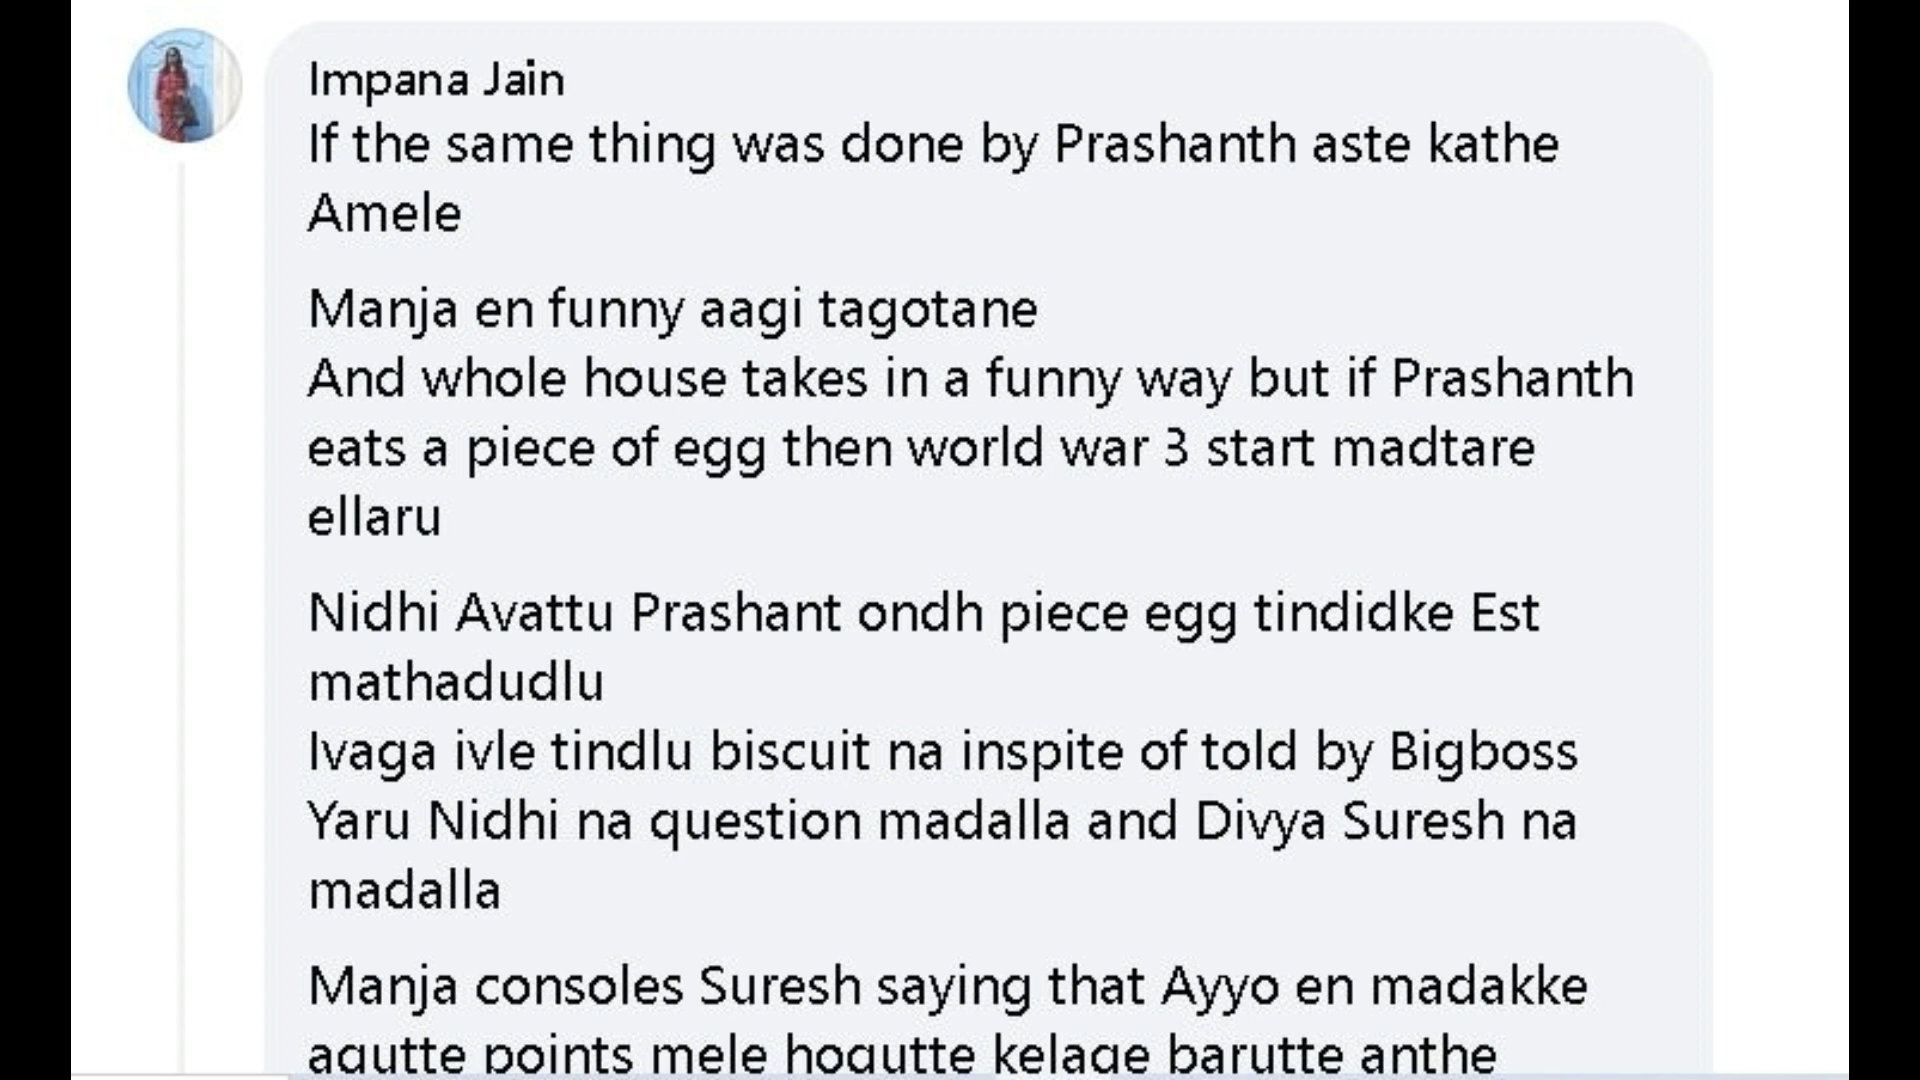 Impana Jain
If the same thing was done by Prashanth aste kathe
Amele
Manja en funny aagi tagotane
And whole house takes in a funny way but if Prashanth
eats a piece of egg then world war 3 start madtare
ellaru
Nidhi Avattu Prashant ondh piece egg tindidke Est
mathadudlu
Ivaga ivle tindlu biscuit na inspite of told by Bigboss
Yaru Nidhi na question madalla and Divya Suresh na
madalla
Manja consoles Suresh saying that Ayyo en madakke
agutte points mele hogutte kelage barutte anthe